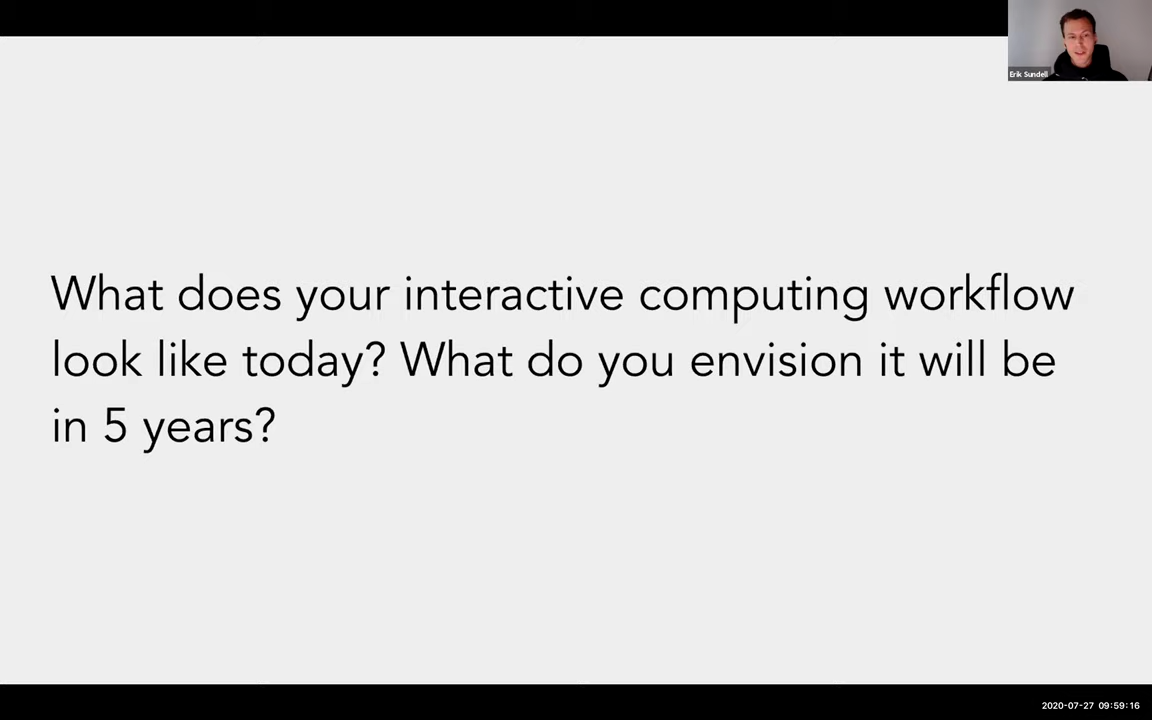 Erik Sundell
What does your interactive computing workflow
look like today? What do you envision it will be
in 5 years?
2020-07-27 09:59:16